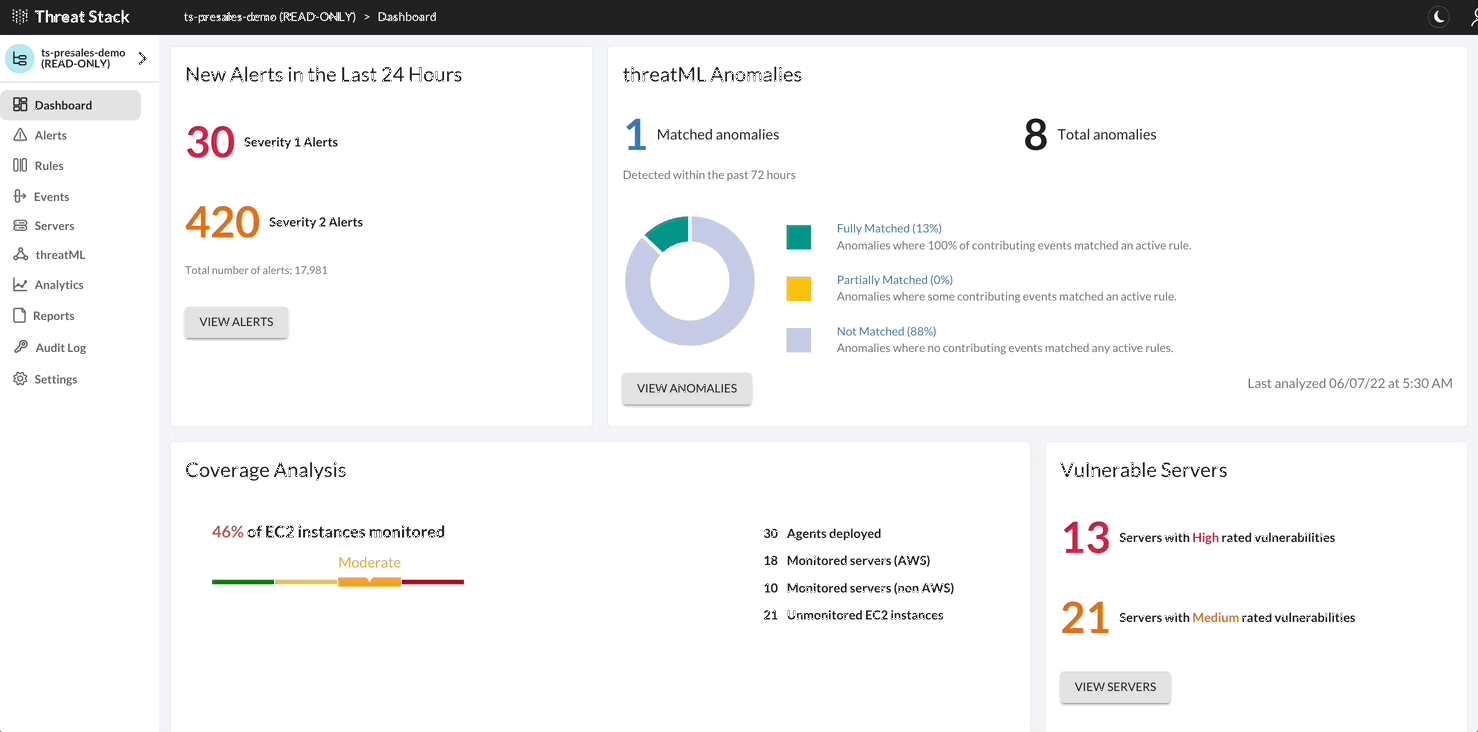 Threat Stack
ts-presales-demo (READ-ONLY) > Dashboard
ts-presales-demo
(READ-ONLY)
Dashboard
Alerts
Rules
Events
Servers
threatML
Analytics
Reports
Audit Log
Settings
New Alerts in the Last 24 Hours
30 Severity 1 Alerts
420 Severity 2 Alerts
Total number of alerts: 17,981
VIEW ALERTS
threatML Anomalies
1 Matched anomalies
8 Total anomalies
Detected within the past 72 hours
Fully Matched (13%)
Anomalies where 100% of contributing events matched an active rule.
Partially Matched (0%)
Anomalies where some contributing events matched an active rule.
Not Matched (88%)
Anomalies where no contributing events matched any active rules.
VIEW ANOMALIES
Last analyzed 06/07/22 at 5:30 AM
Coverage Analysis
46% of EC2 instances monitored
Moderate
30 Agents deployed
18 Monitored servers (AWS)
10 Monitored servers (non AWS)
21 Unmonitored EC2 instances
Vulnerable Servers
13 Servers with High rated vulnerabilities
21 Servers with Medium rated vulnerabilities
VIEW SERVERS